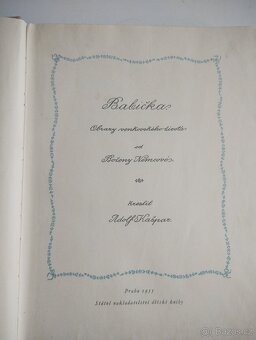 Babička
Obrazy venkovského života
od
Boženy Němcové
Kreslil
Adolf Kašpar
Praha 1955
Státní nakladatelství dětské knihy